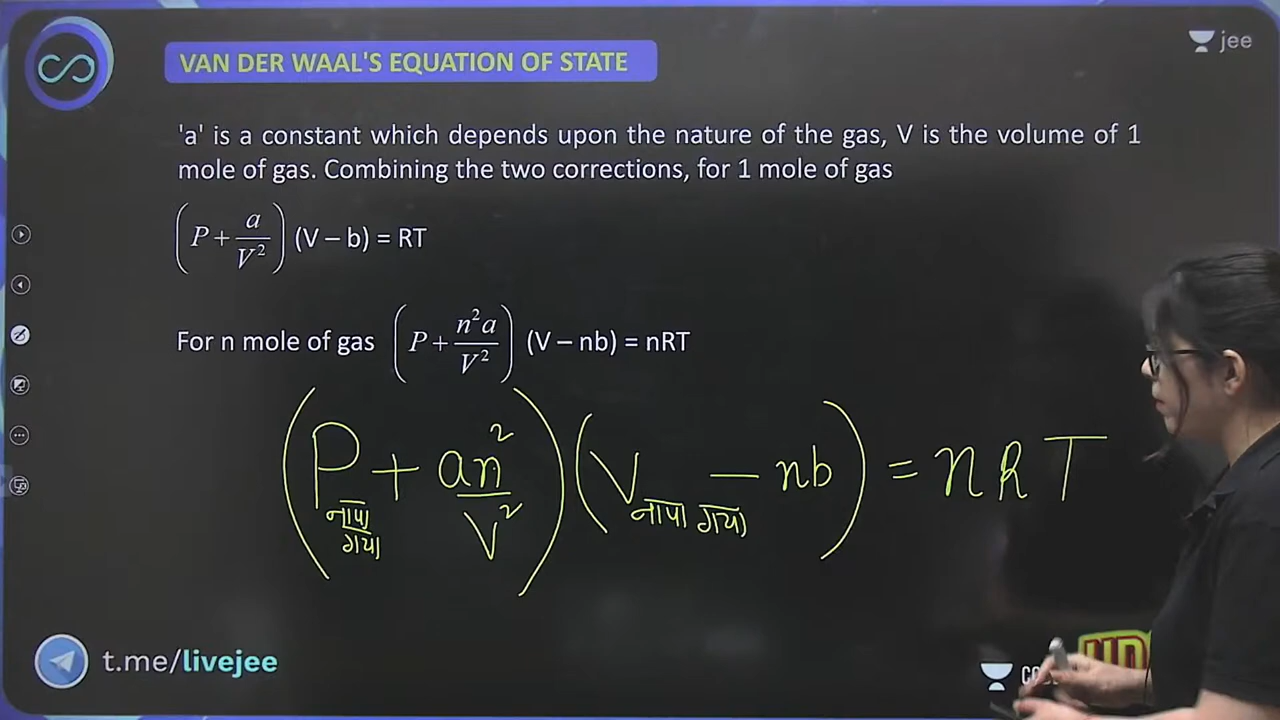 jee
VAN DER WAAL'S EQUATION OF STATE
'a' is a constant which depends upon the nature of the gas, V is the volume of 1
mole of gas. Combining the two corrections, for 1 mole of gas
(P + a/V²) (V – b) = RT
For n mole of gas (P + n²a/V²) (V – nb) = nRT
(P नापा गया + an²/V²) (V नापा गया – nb) = nRT
t.me/livejee